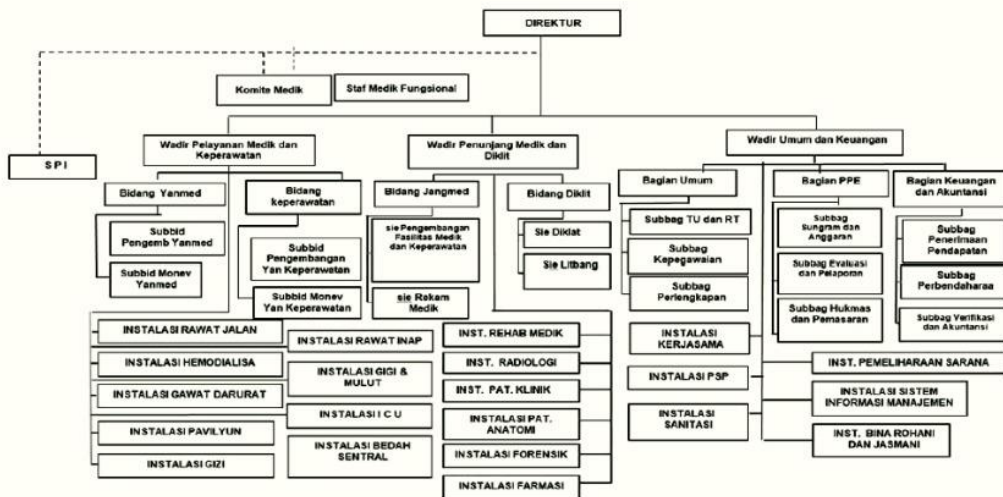 DIREKTUR
Komite Medik
Staf Medik Fungsional
Wadir Pelayanan Medik dan
Keperawatan
Wadir Penunjang Medik dan
Diklit
Wadir Umum dan Keuangan
S P I
Bidang Yanmed
Bidang
keperawatan
Bidang Jangmed
Bidang Diklit
Bagian Umum
Bagian PPE
Bagian Keuangan
dan Akuntansi
Subbid
Pengemb Yanmed
Subbid Monev
Yanmed
Subbid
Pengembangan
Yan Keperawatan
Subbid Monev
Yan Keperawatan
sie Pengembangan
Fasilitas Medik
dan Keperawatan
sie Rekam
Medik
Sie Diklat
Sie Litbang
Subbag TU dan RT
Subbag
Kepegawaian
Subbag
Perlengkapan
Subbag
Sungram dan
Anggaran
Subbag Evaluasi
dan Pelaporan
Subbag Hukmas
dan Pemasaran
Subbag
Penerimaan
Pendapatan
Subbag
Perbendaharaa
Subbag Verifikasi
dan Akuntansi
INSTALASI RAWAT JALAN
INSTALASI HEMODIALISA
INSTALASI GAWAT DARURAT
INSTALASI PAVILYUN
INSTALASI GIZI
INSTALASI RAWAT INAP
INSTALASI GIGI &
MULUT
INSTALASI I C U
INSTALASI BEDAH
SENTRAL
INST. REHAB MEDIK
INST. RADIOLOGI
INST. PAT. KLINIK
INSTALASI PAT.
ANATOMI
INSTALASI FORENSIK
INSTALASI FARMASI
INSTALASI
KERJASAMA
INSTALASI PSP
INSTALASI
SANITASI
INST. PEMELIHARAAN SARANA
INSTALASI SISTEM
INFORMASI MANAJEMEN
INST. BINA ROHANI
DAN JASMANI